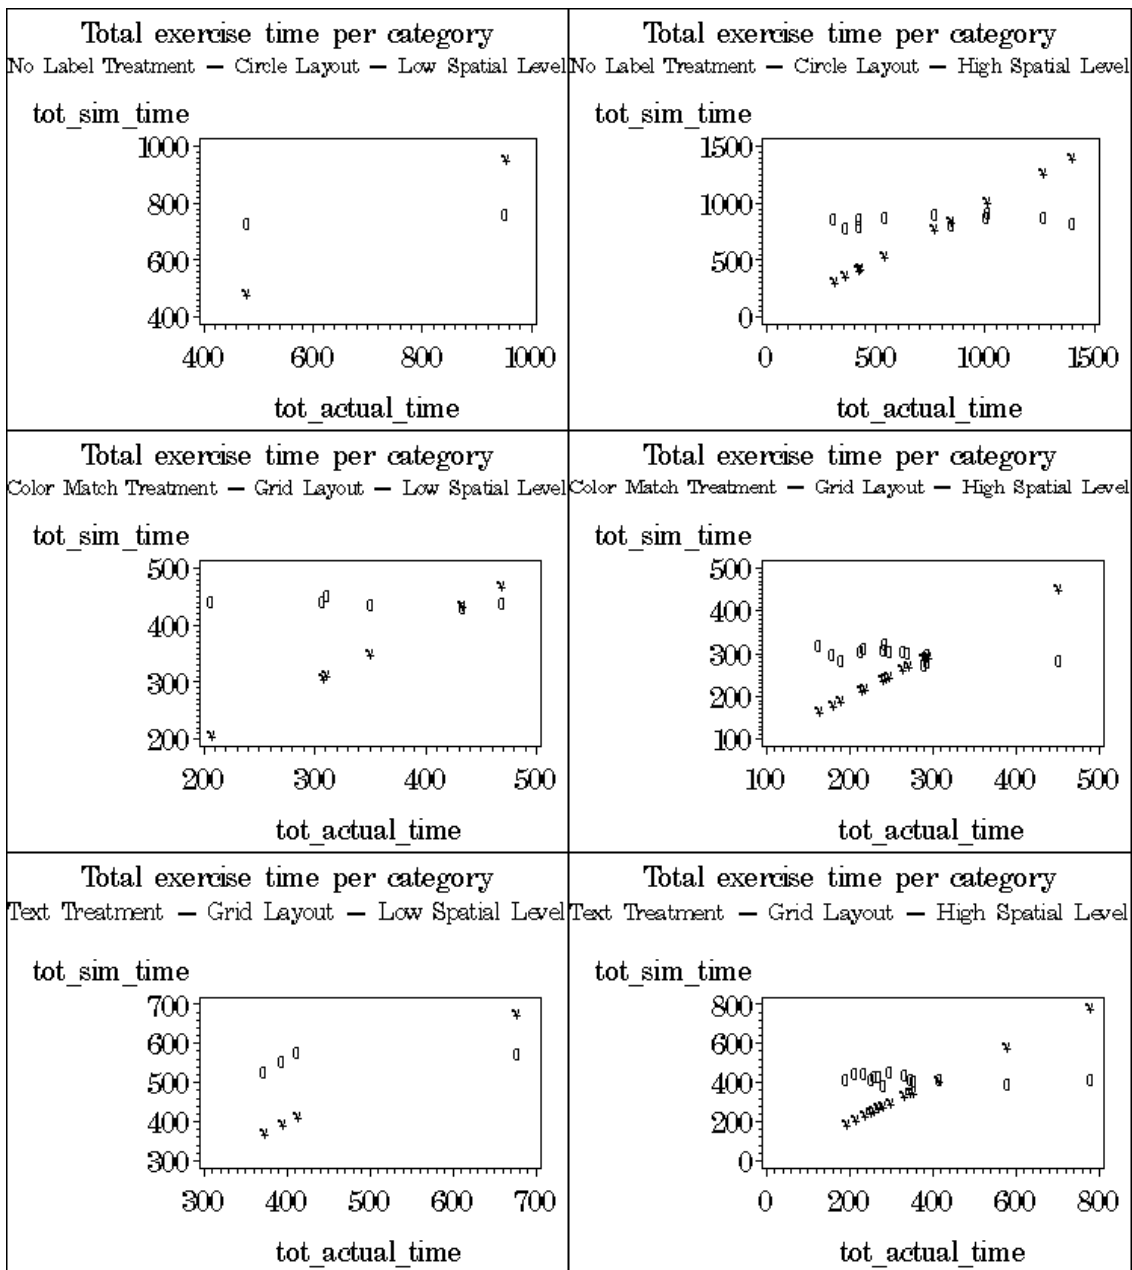 Total exercise time per category
No Label Treatment – Circle Layout – Low Spatial Level
tot_sim_time
1000
800
600
400
400 600 800 1000
tot_actual_time
Total exercise time per category
No Label Treatment – Circle Layout – High Spatial Level
tot_sim_time
1500
1000
500
0
0 500 1000 1500
tot_actual_time
Total exercise time per category
Color Match Treatment – Grid Layout – Low Spatial Level
tot_sim_time
500
400
300
200
200 300 400 500
tot_actual_time
Total exercise time per category
Color Match Treatment – Grid Layout – High Spatial Level
tot_sim_time
500
400
300
200
100
100 200 300 400 500
tot_actual_time
Total exercise time per category
Text Treatment – Grid Layout – Low Spatial Level
tot_sim_time
700
600
500
400
300
300 400 500 600 700
tot_actual_time
Total exercise time per category
Text Treatment – Grid Layout – High Spatial Level
tot_sim_time
800
600
400
200
0
0 200 400 600 800
tot_actual_time